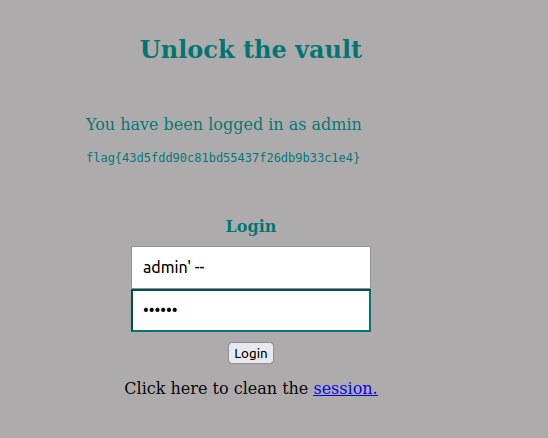 Unlock the vault
You have been logged in as admin
flag{43d5fdd90c81bd55437f26db9b33c1e4}
Login
admin' --
••••••
Login
Click here to clean the session.